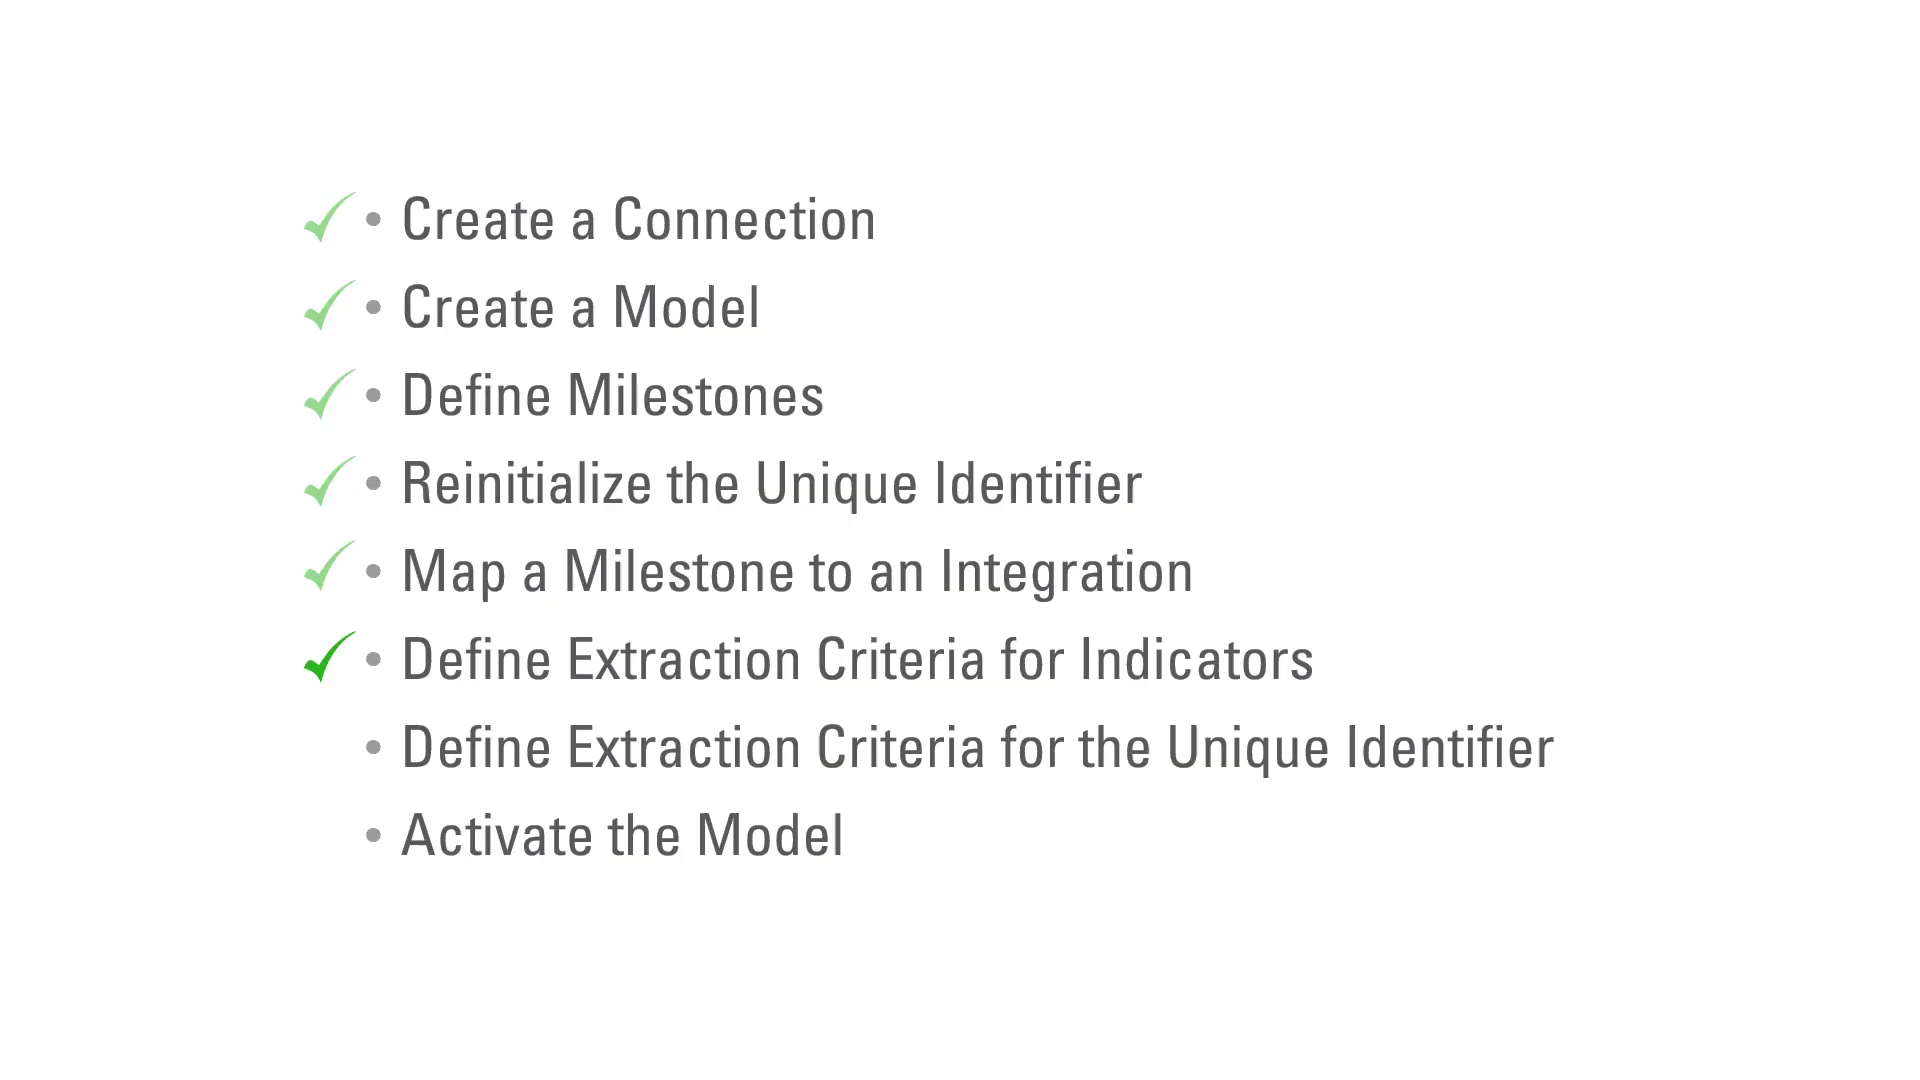 • Create a Connection
• Create a Model
• Define Milestones
• Reinitialize the Unique Identifier
• Map a Milestone to an Integration
• Define Extraction Criteria for Indicators
• Define Extraction Criteria for the Unique Identifier
• Activate the Model